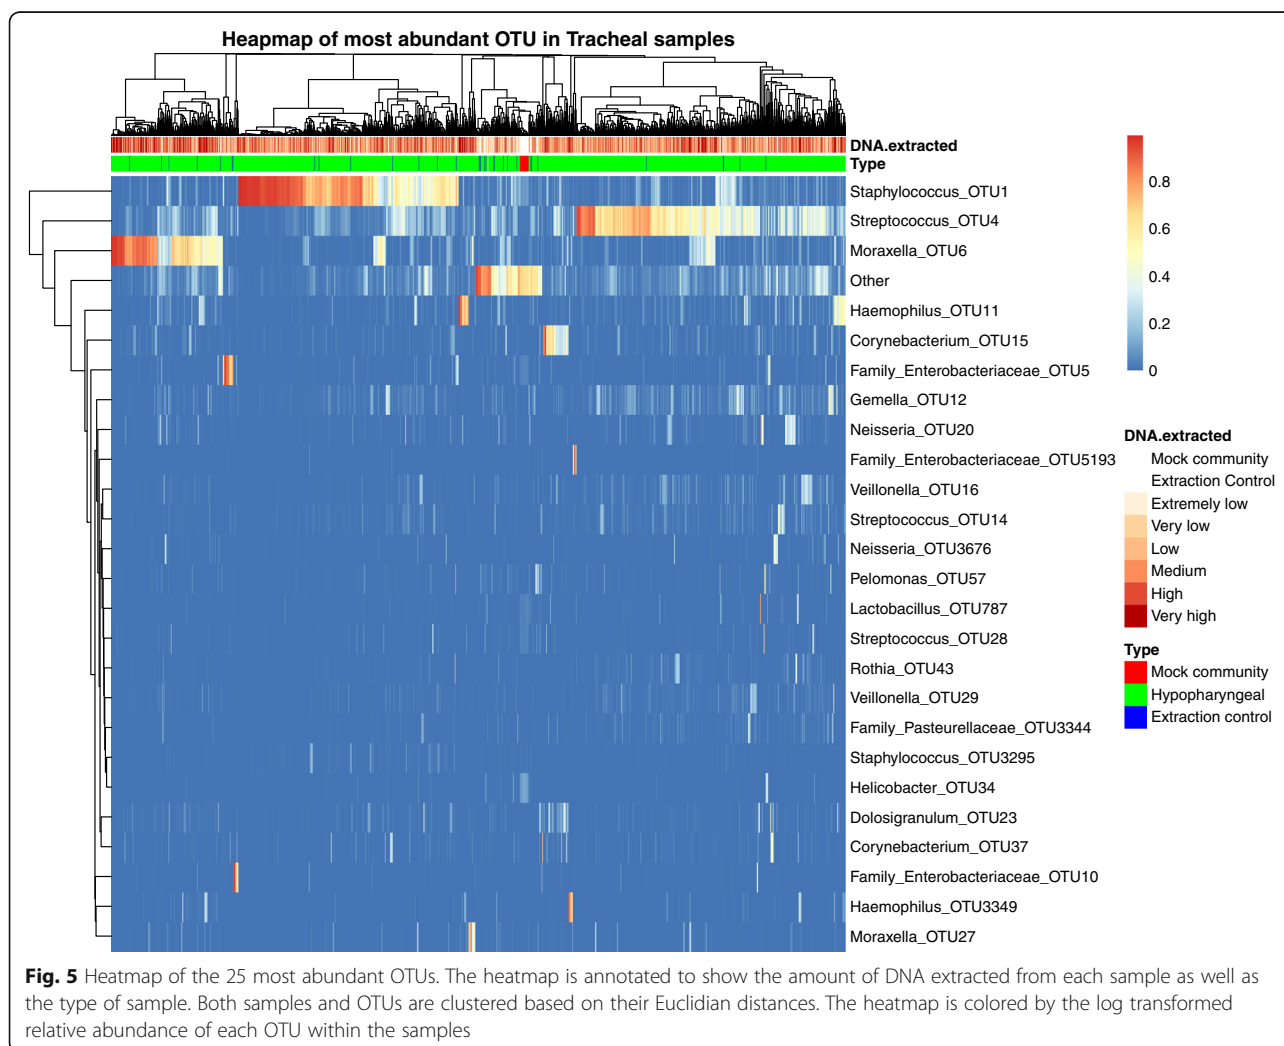 Heapmap of most abundant OTU in Tracheal samples
DNA.extracted
Type
Staphylococcus_OTU1
Streptococcus_OTU4
Moraxella_OTU6
Other
Haemophilus_OTU11
Corynebacterium_OTU15
Family_Enterobacteriaceae_OTU5
Gemella_OTU12
Neisseria_OTU20
Family_Enterobacteriaceae_OTU5193
Veillonella_OTU16
Streptococcus_OTU14
Neisseria_OTU3676
Pelomonas_OTU57
Lactobacillus_OTU787
Streptococcus_OTU28
Rothia_OTU43
Veillonella_OTU29
Family_Pasteurellaceae_OTU3344
Staphylococcus_OTU3295
Helicobacter_OTU34
Dolosigranulum_OTU23
Corynebacterium_OTU37
Family_Enterobacteriaceae_OTU10
Haemophilus_OTU3349
Moraxella_OTU27
0.8
0.6
0.4
0.2
0
DNA.extracted
Mock community
Extraction Control
Extremely low
Very low
Low
Medium
High
Very high
Type
Mock community
Hypopharyngeal
Extraction control
Fig. 5 Heatmap of the 25 most abundant OTUs. The heatmap is annotated to show the amount of DNA extracted from each sample as well as
the type of sample. Both samples and OTUs are clustered based on their Euclidian distances. The heatmap is colored by the log transformed
relative abundance of each OTU within the samples